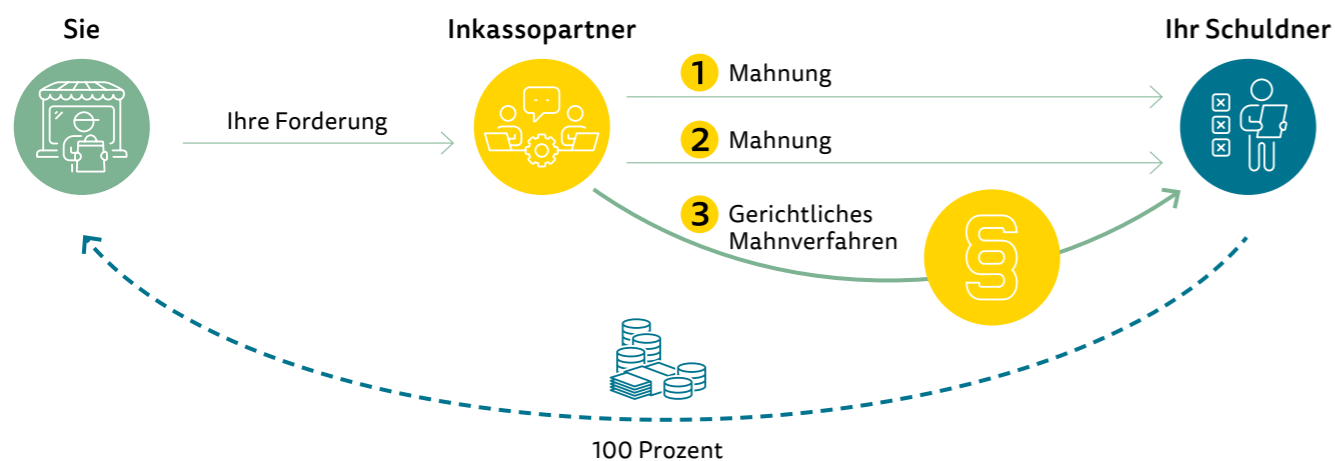 Sie
Inkassopartner
Ihr Schuldner
Ihre Forderung
1 Mahnung
2 Mahnung
3 Gerichtliches
Mahnverfahren
§
100 Prozent